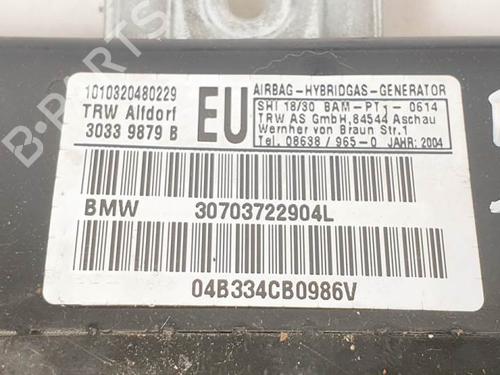 B-PARTS
1010320480229
TRW Alfdorf
3033 9879 B
EU
AIRBAG-HYBRIDGAS-GENERATOR
SHI 18/30 BAM-PT1-0614
TRW AS GmbH,84544 Aschau
Wernher von Braun Str.1
Tel. 08638/965-0 JAHR:2004
BMW 30703722904L
04B334CB0986V